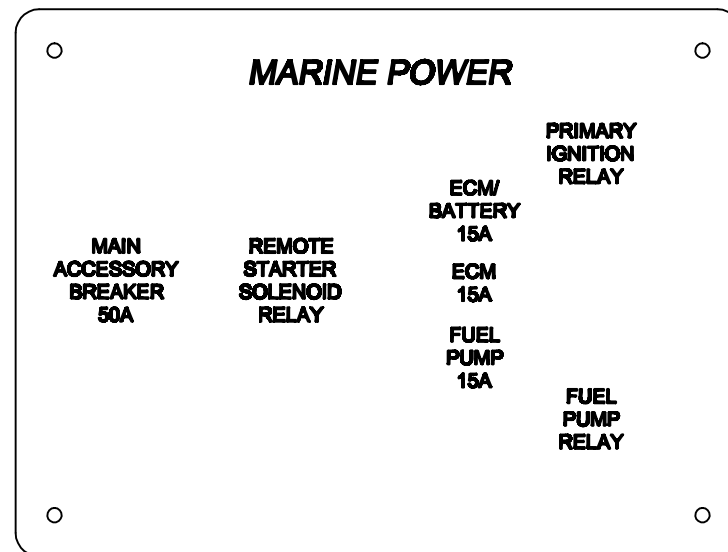 MARINE POWER
PRIMARY
IGNITION
RELAY
ECM/
BATTERY
15A
MAIN
ACCESSORY
BREAKER
50A
REMOTE
STARTER
SOLENOID
RELAY
ECM
15A
FUEL
PUMP
15A
FUEL
PUMP
RELAY